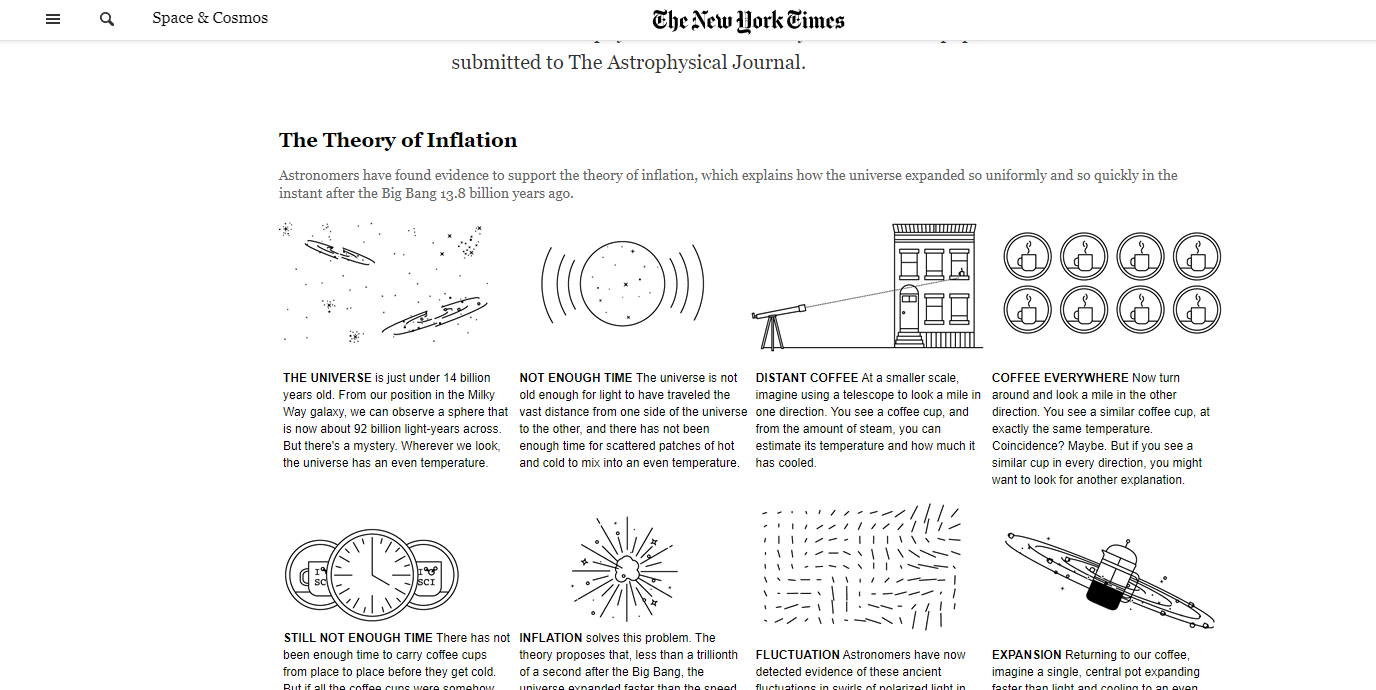 Space & Cosmos
The New York Times
submitted to The Astrophysical Journal.
The Theory of Inflation
Astronomers have found evidence to support the theory of inflation, which explains how the universe expanded so uniformly and so quickly in the
instant after the Big Bang 13.8 billion years ago.
THE UNIVERSE is just under 14 billion
years old. From our position in the Milky
Way galaxy, we can observe a sphere that
is now about 92 billion light-years across.
But there's a mystery. Wherever we look,
the universe has an even temperature.
NOT ENOUGH TIME The universe is not
old enough for light to have traveled the
vast distance from one side of the universe
to the other, and there has not been
enough time for scattered patches of hot
and cold to mix into an even temperature.
DISTANT COFFEE At a smaller scale,
imagine using a telescope to look a mile in
one direction. You see a coffee cup, and
from the amount of steam, you can
estimate its temperature and how much it
has cooled.
COFFEE EVERYWHERE Now turn
around and look a mile in the other
direction. You see a similar coffee cup, at
exactly the same temperature.
Coincidence? Maybe. But if you see a
similar cup in every direction, you might
want to look for another explanation.
I
SC
I
SCI
STILL NOT ENOUGH TIME There has not
been enough time to carry coffee cups
from place to place before they get cold.
But if all the coffee cups were somehow
INFLATION solves this problem. The
theory proposes that, less than a trillionth
of a second after the Big Bang, the
universe expanded faster than the speed
FLUCTUATION Astronomers have now
detected evidence of these ancient
fluctuations in swirls of polarized light in
EXPANSION Returning to our coffee,
imagine a single, central pot expanding
faster than light and cooling to an even